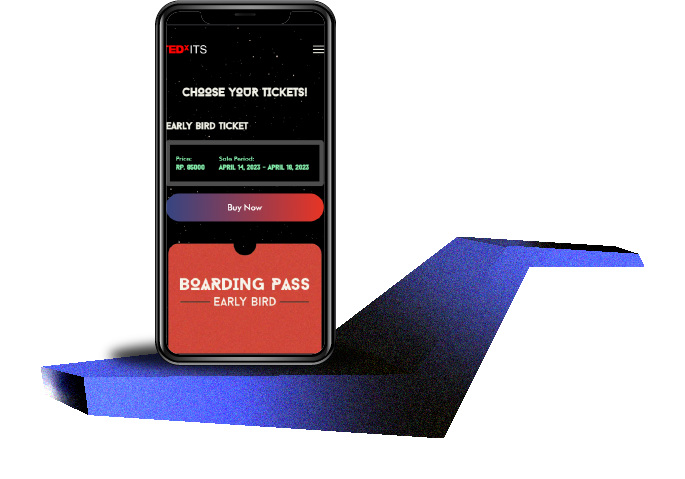 TEDxITS
CHOOSE YOUR TICKETS!
EARLY BIRD TICKET
Price:
RP. 85000
Sale Period:
APRIL 14, 2023 - APRIL 18, 2023
Buy Now
BOARDING PASS
EARLY BIRD